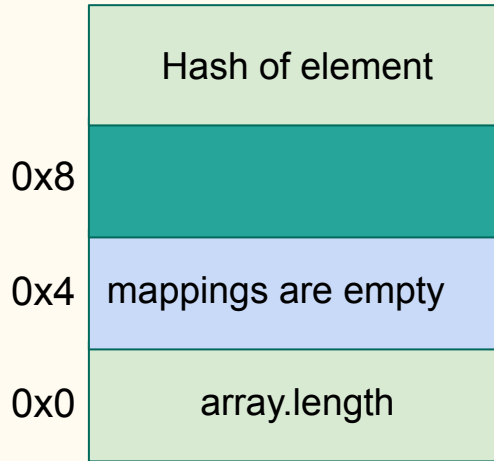 Hash of element
0x8
0x4 mappings are empty
0x0 array.length